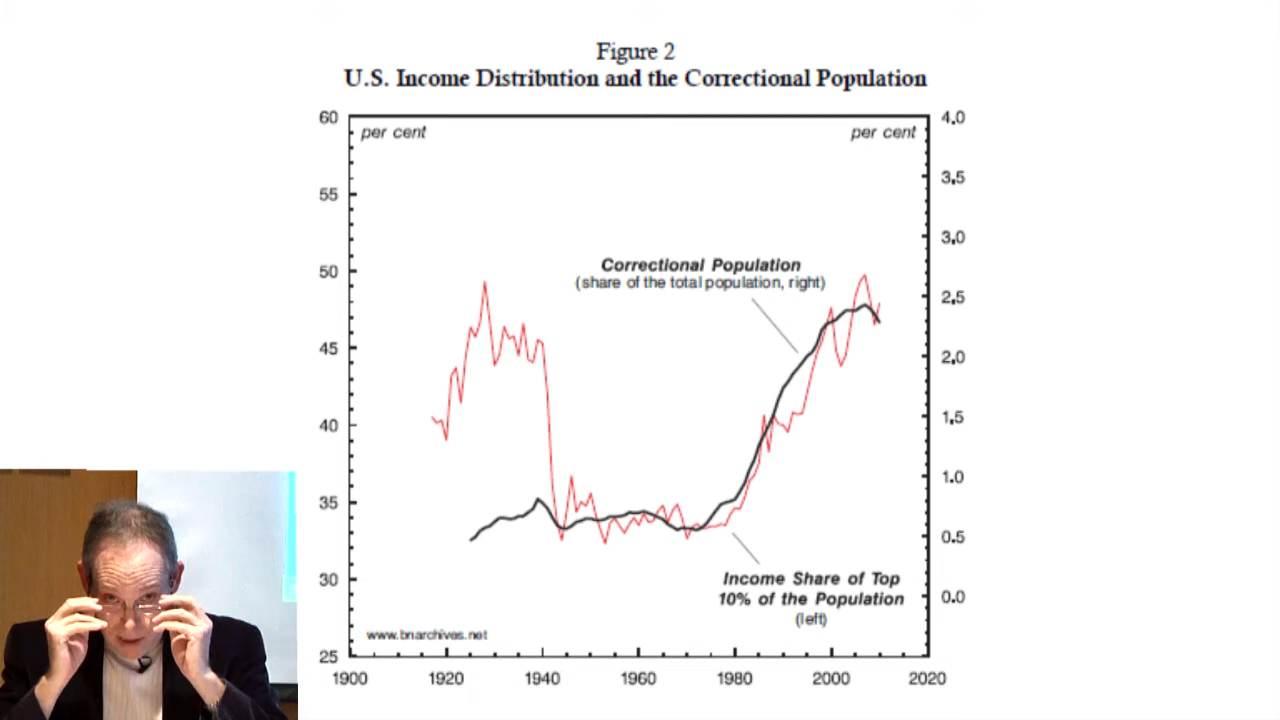 Figure 2
U.S. Income Distribution and the Correctional Population
60
4.0
per cent
per cent
55
3.5
3.0
50
Correctional Population
(share of the total population, right)
2.5
45
2.0
40
1.5
1.0
35
0.5
30
Income Share of Top
10% of the Population
(left)
0.0
www.bnarchives.net
25
1900 1920 1940 1960 1980 2000 2020